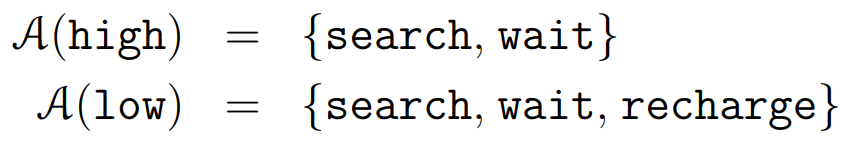 𝒜(high) = {search, wait}
𝒜(low) = {search, wait, recharge}